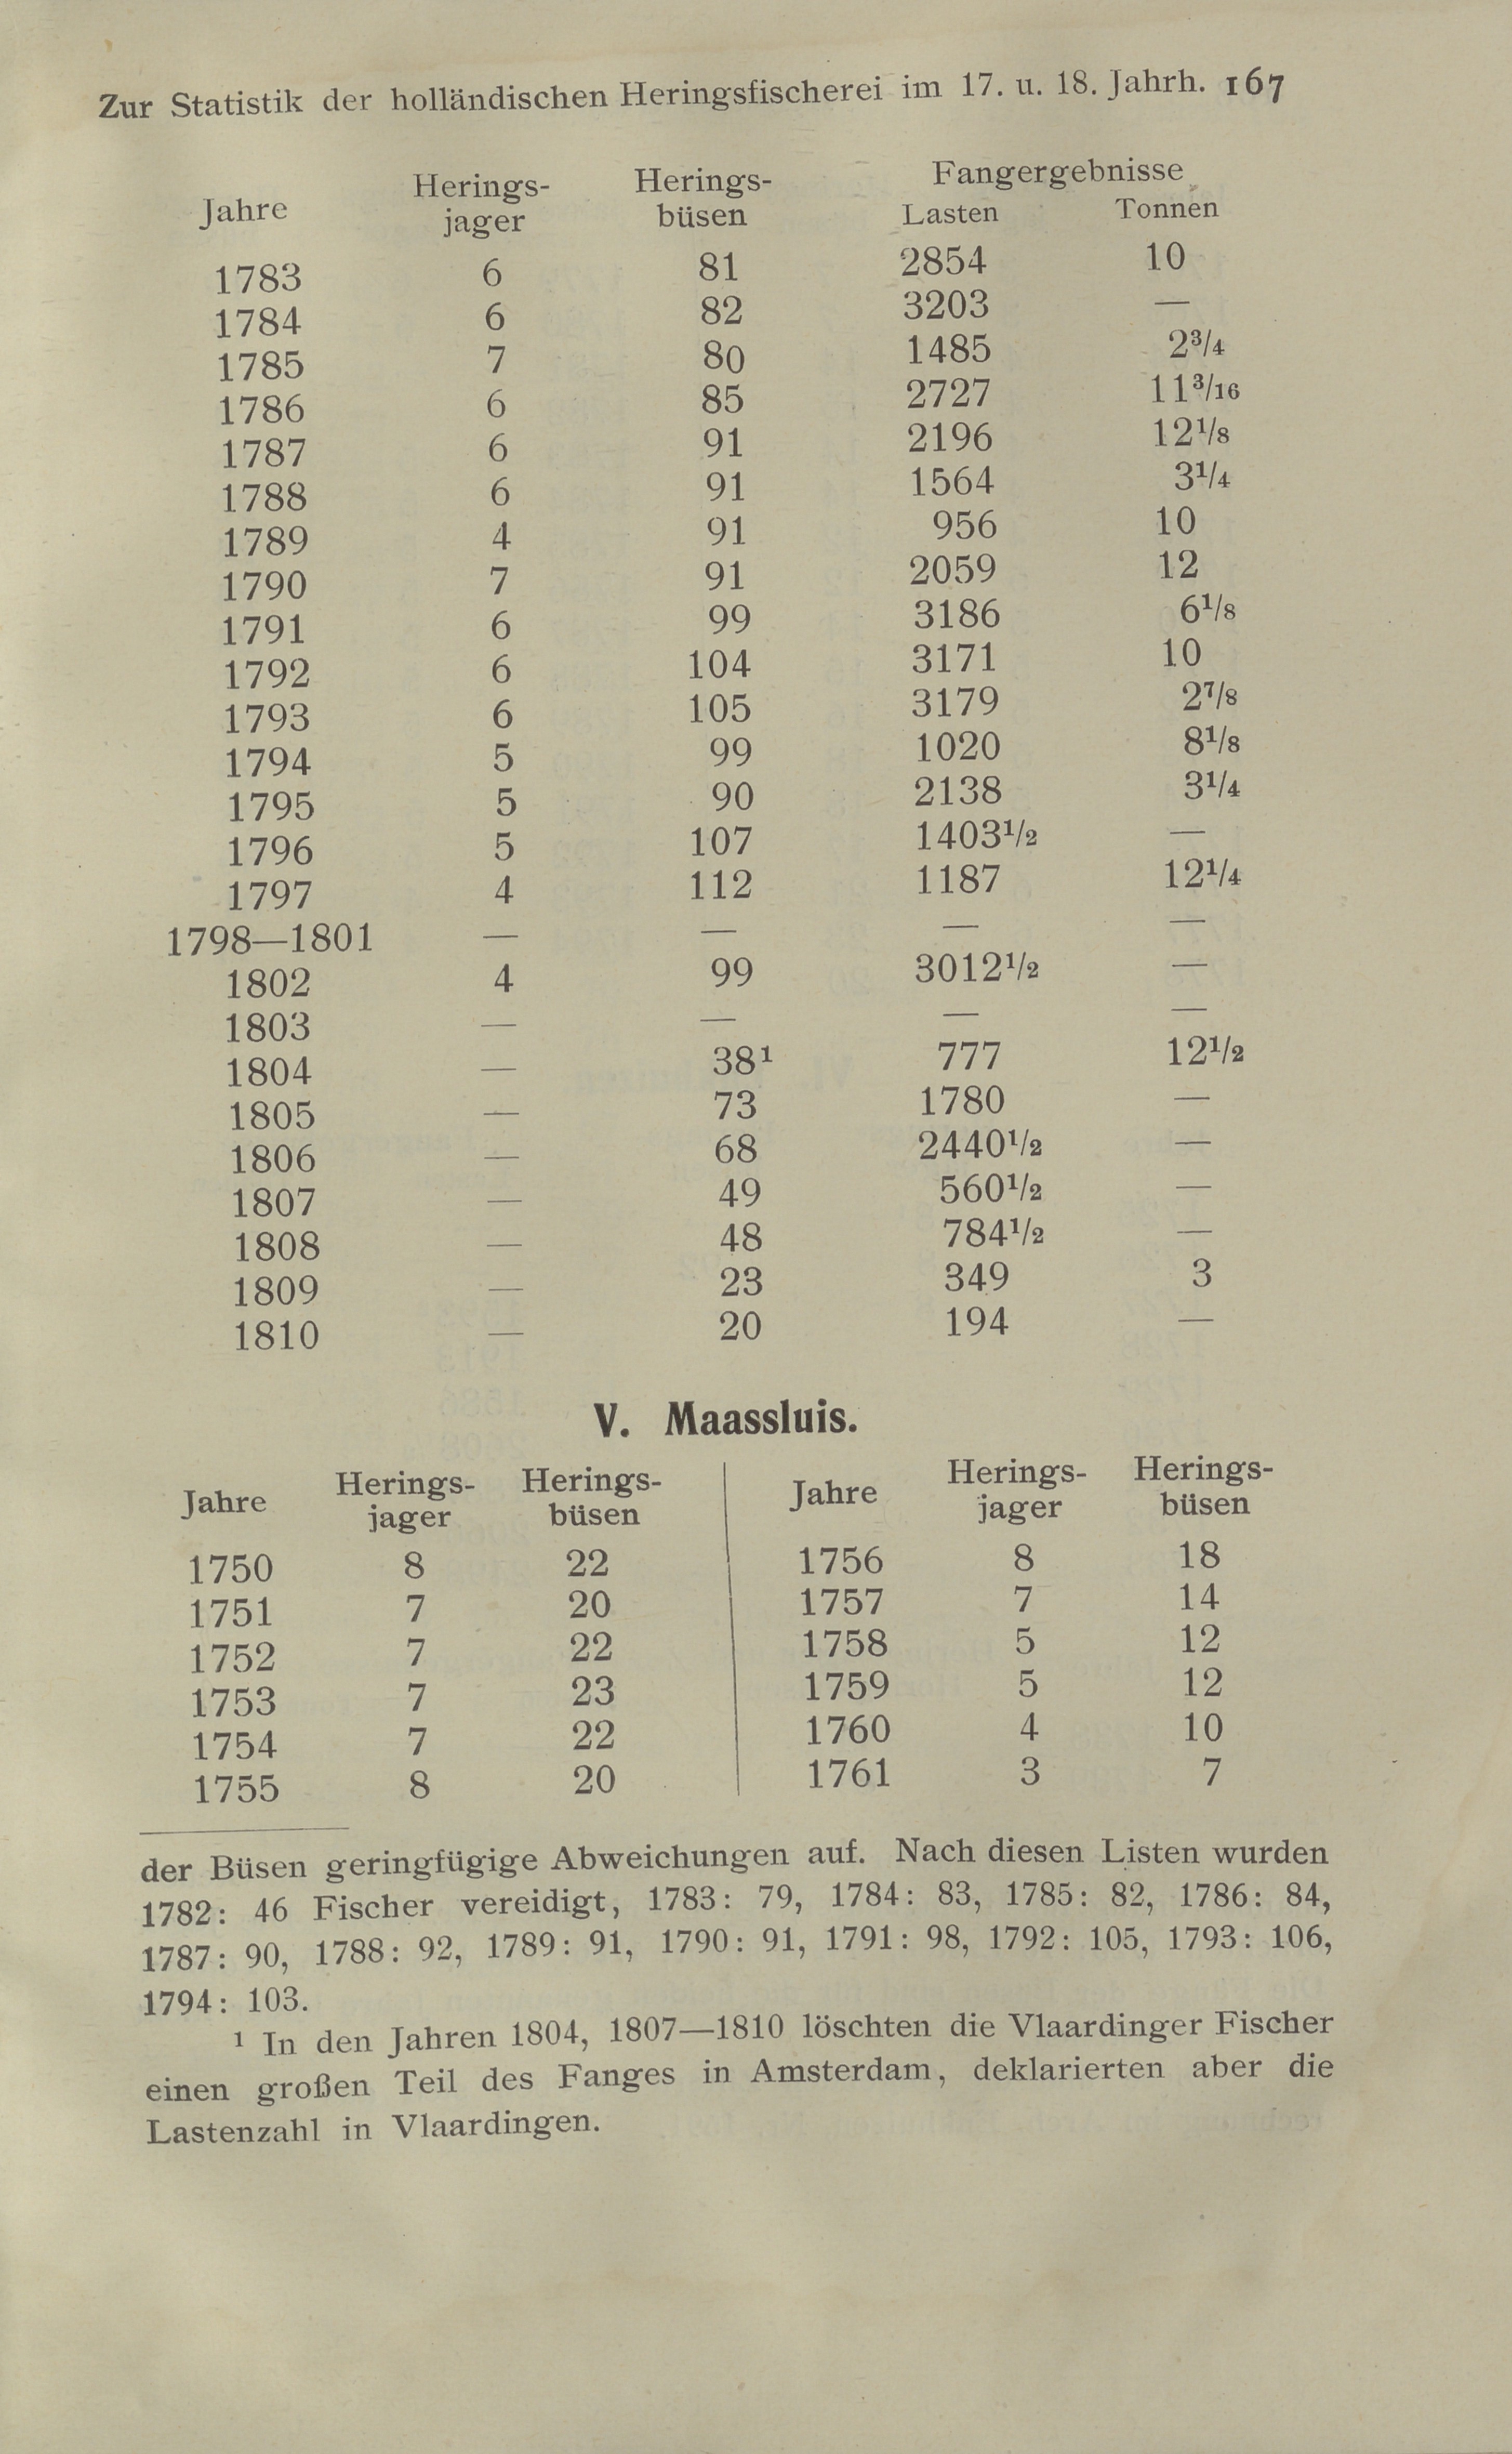 Zur Statistik der holländischen Heringsfischerei im 17. u. 18. Jahrh. 167
Jahre Herings-jager Herings-büsen Fangergebnisse Lasten Tonnen
1783 6 81 2854 10
1784 6 82 3203 —
1785 7 80 1485 2³/4
1786 6 85 2727 11³/16
1787 6 91 2196 12¹/8
1788 6 91 1564 3¹/4
1789 4 91 956 10
1790 7 91 2059 12
1791 6 99 3186 6¹/8
1792 6 104 3171 10
1793 6 105 3179 2⁷/8
1794 5 99 1020 8¹/8
1795 5 90 2138 3¹/4
1796 5 107 1403¹/2 —
1797 4 112 1187 12¹/4
1798—1801 — — — —
1802 4 99 3012¹/2 —
1803 — — — —
1804 — 38¹ 777 12¹/2
1805 — 73 1780 —
1806 — 68 2440¹/2 —
1807 — 49 560¹/2 —
1808 — 48 784¹/2 —
1809 — 23 349 3
1810 — 20 194 —
V. Maassluis.
Jahre Herings-jager Herings-büsen Jahre Herings-jager Herings-büsen
1750 8 22 1756 8 18
1751 7 20 1757 7 14
1752 7 22 1758 5 12
1753 7 23 1759 5 12
1754 7 22 1760 4 10
1755 8 20 1761 3 7
der Büsen geringfügige Abweichungen auf. Nach diesen Listen wurden
1782: 46 Fischer vereidigt, 1783: 79, 1784: 83, 1785: 82, 1786: 84,
1787: 90, 1788: 92, 1789: 91, 1790: 91, 1791: 98, 1792: 105, 1793: 106,
1794: 103.
¹ In den Jahren 1804, 1807—1810 löschten die Vlaardinger Fischer
einen großen Teil des Fanges in Amsterdam, deklarierten aber die
Lastenzahl in Vlaardingen.